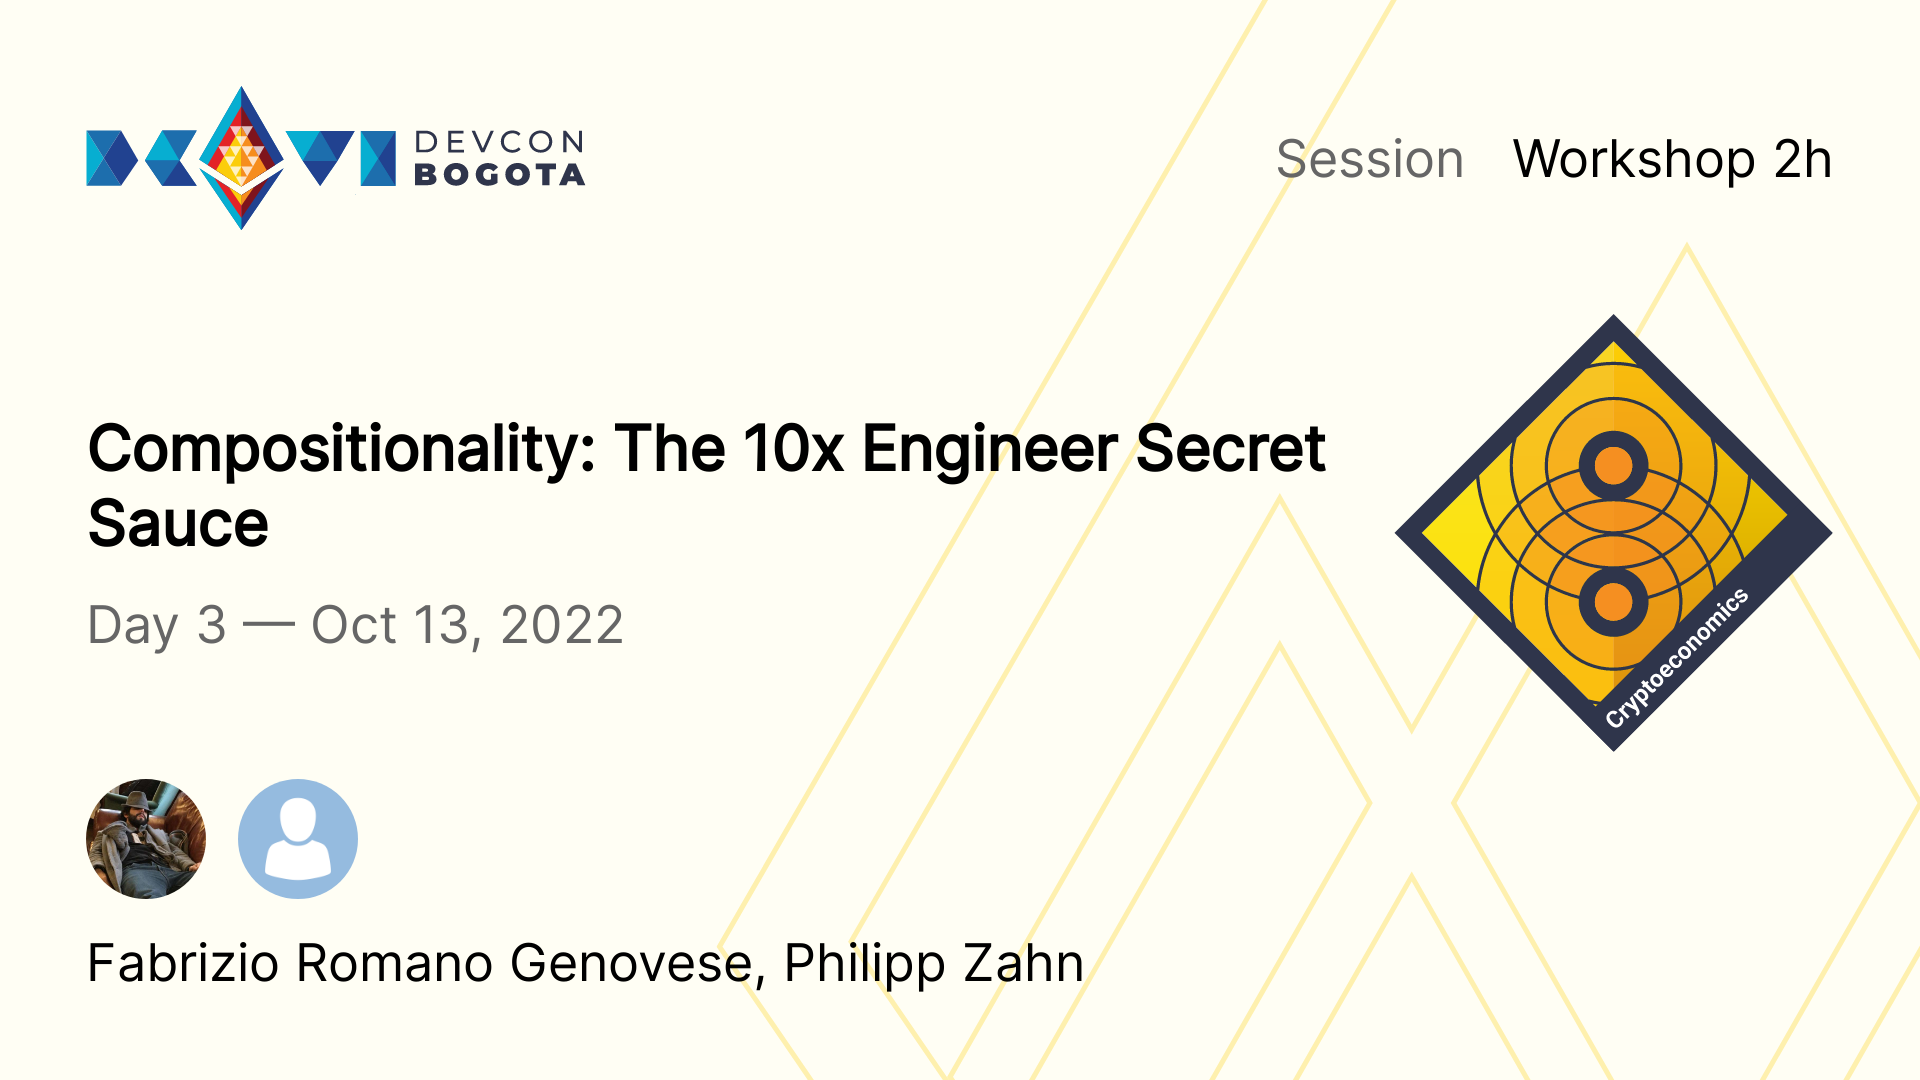 DEVCON
BOGOTA
Session Workshop 2h
Compositionality: The 10x Engineer Secret
Sauce
Day 3 — Oct 13, 2022
Cryptoeconomics
Fabrizio Romano Genovese, Philipp Zahn